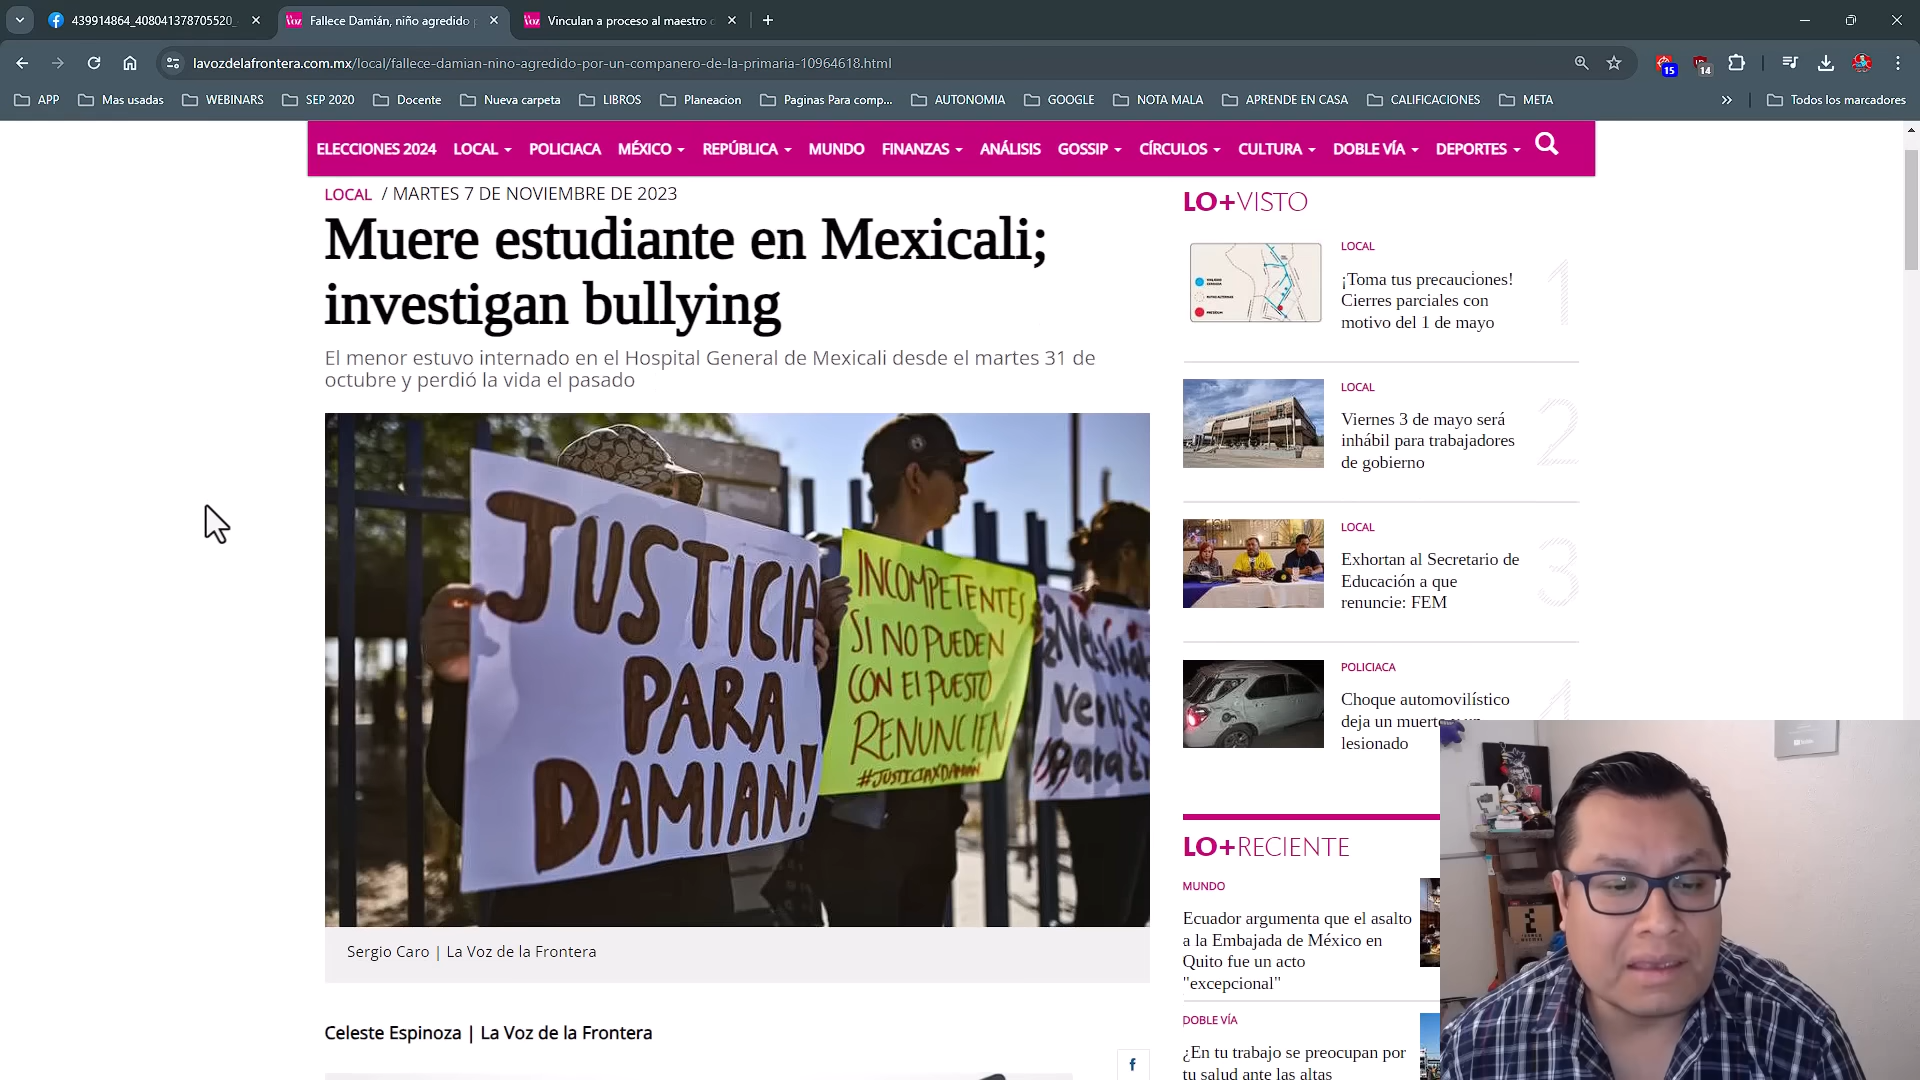 439914864_408041378705520_
Fallece Damián, niño agredido p
Vinculan a proceso al maestro d
lavozdelafrontera.com.mx/local/fallece-damian-nino-agredido-por-un-companero-de-la-primaria-10964618.html
15
14
APP
Mas usadas
WEBINARS
SEP 2020
Docente
Nueva carpeta
LIBROS
Planeacion
Paginas Para comp...
AUTONOMIA
GOOGLE
NOTA MALA
APRENDE EN CASA
CALIFICACIONES
META
Todos los marcadores
ELECCIONES 2024
LOCAL
POLICIACA
MÉXICO
REPÚBLICA
MUNDO
FINANZAS
ANÁLISIS
GOSSIP
CÍRCULOS
CULTURA
DOBLE VÍA
DEPORTES
LOCAL / MARTES 7 DE NOVIEMBRE DE 2023
Muere estudiante en Mexicali;
investigan bullying
El menor estuvo internado en el Hospital General de Mexicali desde el martes 31 de
octubre y perdió la vida el pasado
JUSTICIA
PARA
DAMIAN!
INCOMPETENTES
SI NO PUEDEN
CON El PUESTO
RENUNCIEN
#JUSTICIAXDAMIÁN
Sergio Caro | La Voz de la Frontera
Celeste Espinoza | La Voz de la Frontera
LO+VISTO
LOCAL
¡Toma tus precauciones!
Cierres parciales con
motivo del 1 de mayo
1
LOCAL
Viernes 3 de mayo será
inhábil para trabajadores
de gobierno
2
LOCAL
Exhortan al Secretario de
Educación a que
renuncie: FEM
3
POLICIACA
Choque automovilístico
deja un muerto y un
lesionado
4
LO+RECIENTE
MUNDO
Ecuador argumenta que el asalto
a la Embajada de México en
Quito fue un acto
"excepcional"
DOBLE VÍA
¿En tu trabajo se preocupan por
tu salud ante las altas